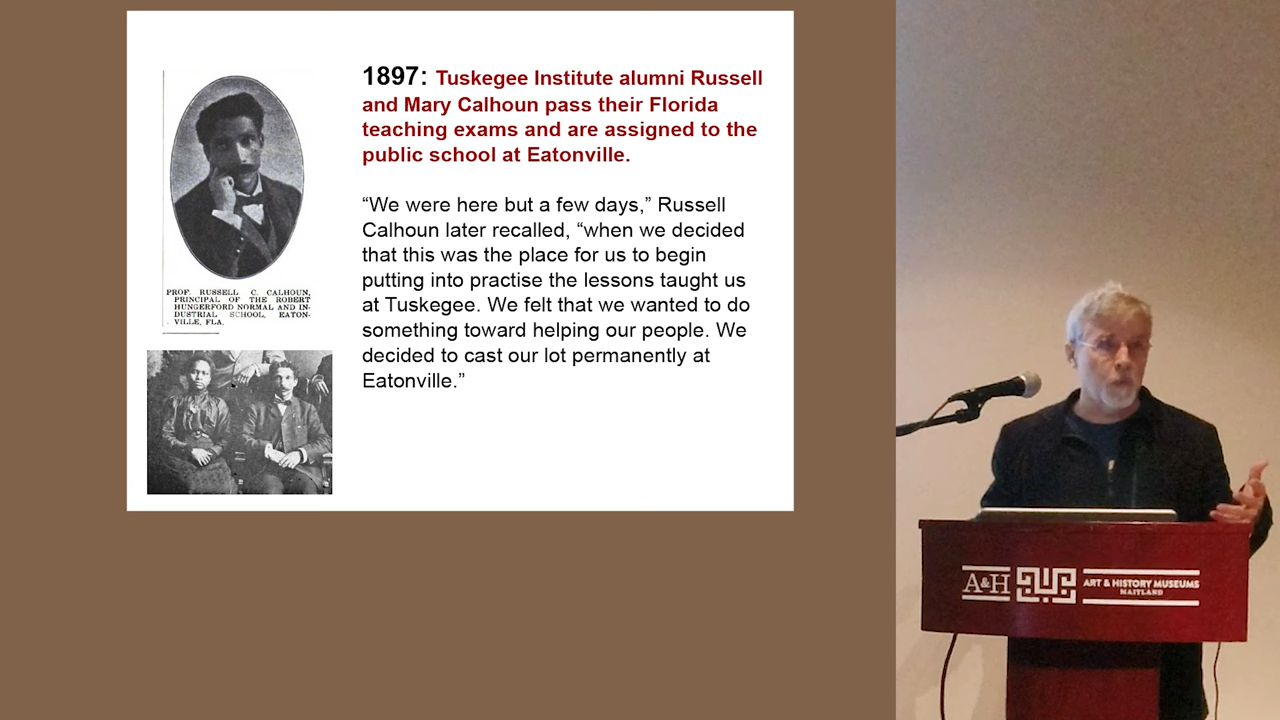 1897: Tuskegee Institute alumni Russell
and Mary Calhoun pass their Florida
teaching exams and are assigned to the
public school at Eatonville.
“We were here but a few days,” Russell
Calhoun later recalled, “when we decided
that this was the place for us to begin
putting into practise the lessons taught us
at Tuskegee. We felt that we wanted to do
something toward helping our people. We
decided to cast our lot permanently at
Eatonville.”
PROF. RUSSELL C. CALHOUN,
PRINCIPAL OF THE ROBERT
HUNGERFORD NORMAL AND IN-
DUSTRIAL SCHOOL, EATON-
VILLE, FLA.
A&H
ART & HISTORY MUSEUMS
MAITLAND